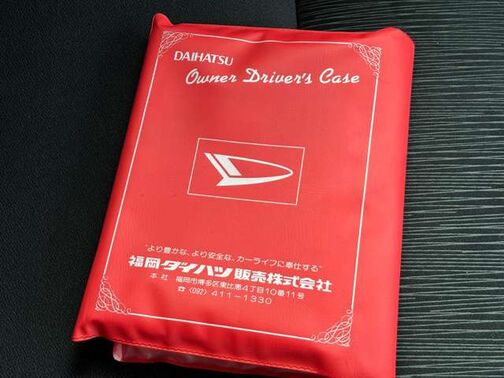 DAIHATSU
Owner Driver's Case
"より豊かな、より安全な、カーライフに奉仕する"
福岡ダイハツ販売株式会社
本社 福岡市博多区東比恵4丁目10番11号
☎(092)411-1330